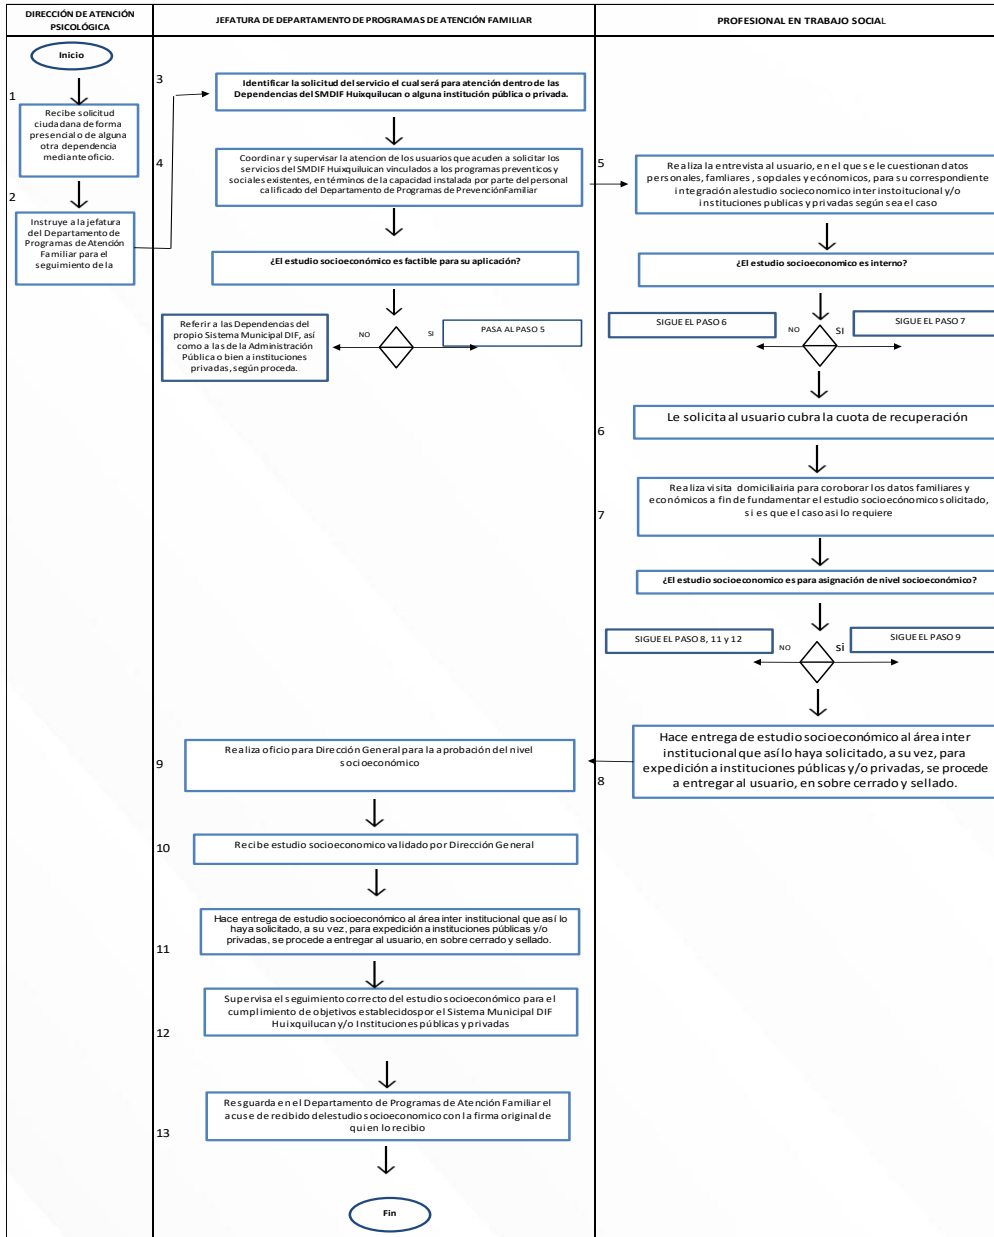 DIRECCIÓN DE ATENCIÓN
PSICOLÓGICA
JEFATURA DE DEPARTAMENTO DE PROGRAMAS DE ATENCIÓN FAMILIAR
PROFESIONAL EN TRABAJO SOCIAL
Inicio
1
Recibe solicitud
ciudadana de forma
presencial o de alguna
otra dependencia
mediante oficio.
2
Instruye a la jefatura
del Departamento de
Programas de Atención
Familiar para el
seguimiento de la
3
Identificar la solicitud del servicio el cual será para atención dentro de las
Dependencias del SMDIF Huixquilucan o alguna institución pública o privada.
4
Coordinar y supervisar la atencion de los usuarios que acuden a solicitar los
servicios del SMDIF Huixquilucan vinculados a los programas preventicos y
sociales existentes, en términos de la capacidad instalada por parte del personal
calificado del Departamento de Programas de PrevenciónFamiliar
¿El estudio socioeconómico es factible para su aplicación?
Referir a las Dependencias del
propio Sistema Municipal DIF, así
como a las de la Administración
Pública o bien a instituciones
privadas, según proceda.
NO
SI
PASA AL PASO 5
5
Realiza la entrevista al usuario, en el que se le cuestionan datos
personales, famliares , sopciales y ecónómicos, para su correspondiente
integración alestudio socieconomico inter instoitucional y/o
instituciones publicas y privadas según sea el caso
¿El estudio socioeconomico es interno?
SIGUE EL PASO 6
NO
SI
SIGUE EL PASO 7
6
Le solicita al usuario cubra la cuota de recuperación
7
Realiza visita domiciliairia para coroborar los datos familiares y
económicos a fin de fundamentar el estudio socioecónomico solicitado,
si es que el caso asi lo requiere
¿El estudio socioeconomico es para asignación de nivel socioeconómico?
SIGUE EL PASO 8, 11 y 12
NO
si
SIGUE EL PASO 9
8
Hace entrega de estudio socioeconómico al área inter
institucional que así lo haya solicitado, a su vez, para
expedición a instituciones públicas y/o privadas, se procede
a entregar al usuario, en sobre cerrado y sellado.
9
Realiza oficio para Dirección General para la aprobación del nivel
socioeconómico
10
Recibe estudio socioeconomico validado por Dirección General
11
Hace entrega de estudio socioeconómico al área inter institucional que así lo
haya solicitado, a su vez, para expedición a instituciones públicas y/o
privadas, se procede a entregar al usuario, en sobre cerrado y sellado.
12
Supervisa el seguimiento correcto del estudio socioeconómico para el
cumplimiento de objetivos establecidospor el Sistema Municipal DIF
Huixquilucan y/o Instituciones públicas y privadas
13
Resguarda en el Departamento de Programas de Atención Familiar el
acuse de recibido delestudio socioeconomico con la firma original de
quien lo recibio
Fin